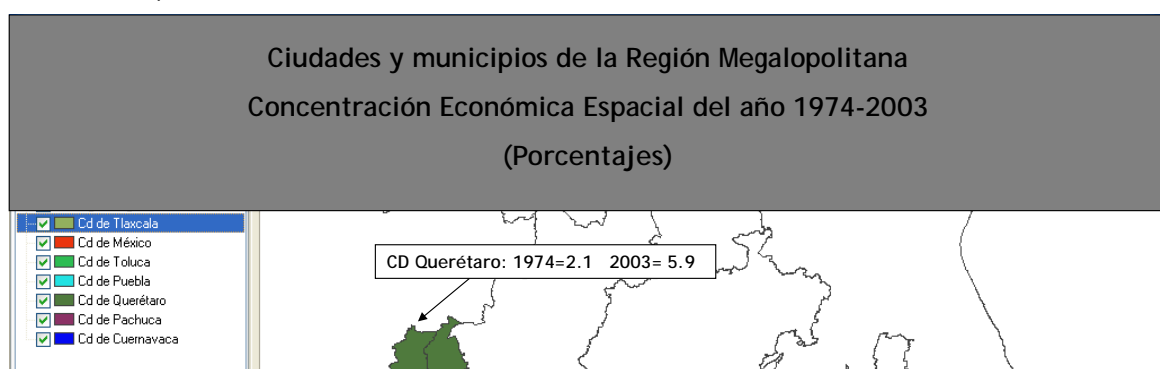 Ciudades y municipios de la Región Megalopolitana
Concentración Económica Espacial del año 1974-2003
(Porcentajes)
Cd de Tlaxcala
Cd de México
Cd de Toluca
Cd de Puebla
Cd de Querétaro
Cd de Pachuca
Cd de Cuernavaca
CD Querétaro: 1974=2.1 2003= 5.9